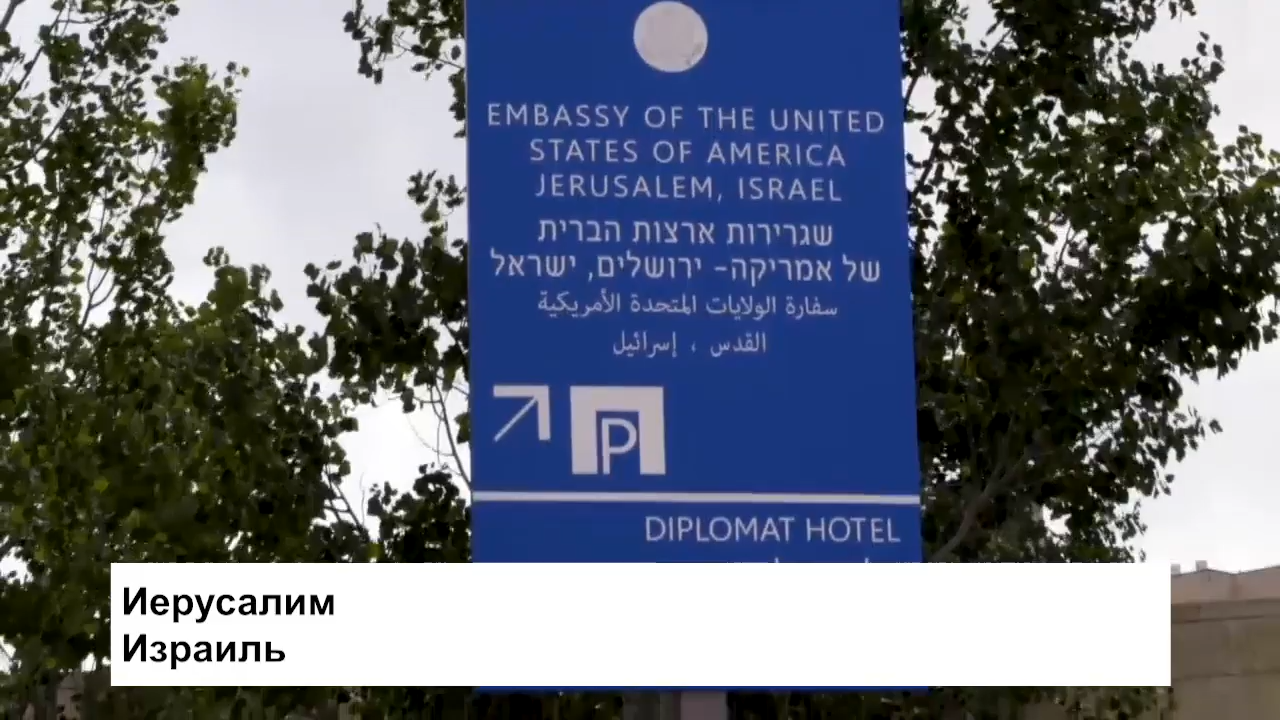 EMBASSY OF THE UNITED
STATES OF AMERICA
JERUSALEM, ISRAEL
שגרירות ארצות הברית
של אמריקה- ירושלים, ישראל
سفارة الولايات المتحدة الأمريكية
القدس ، إسرائيل
P
DIPLOMAT HOTEL
Иерусалим
Израиль